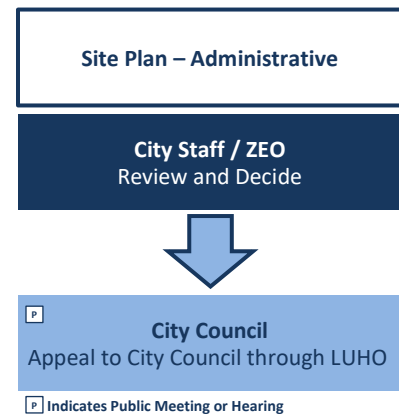 Site Plan – Administrative
City Staff / ZEO
Review and Decide
P
City Council
Appeal to City Council through LUHO
P Indicates Public Meeting or Hearing